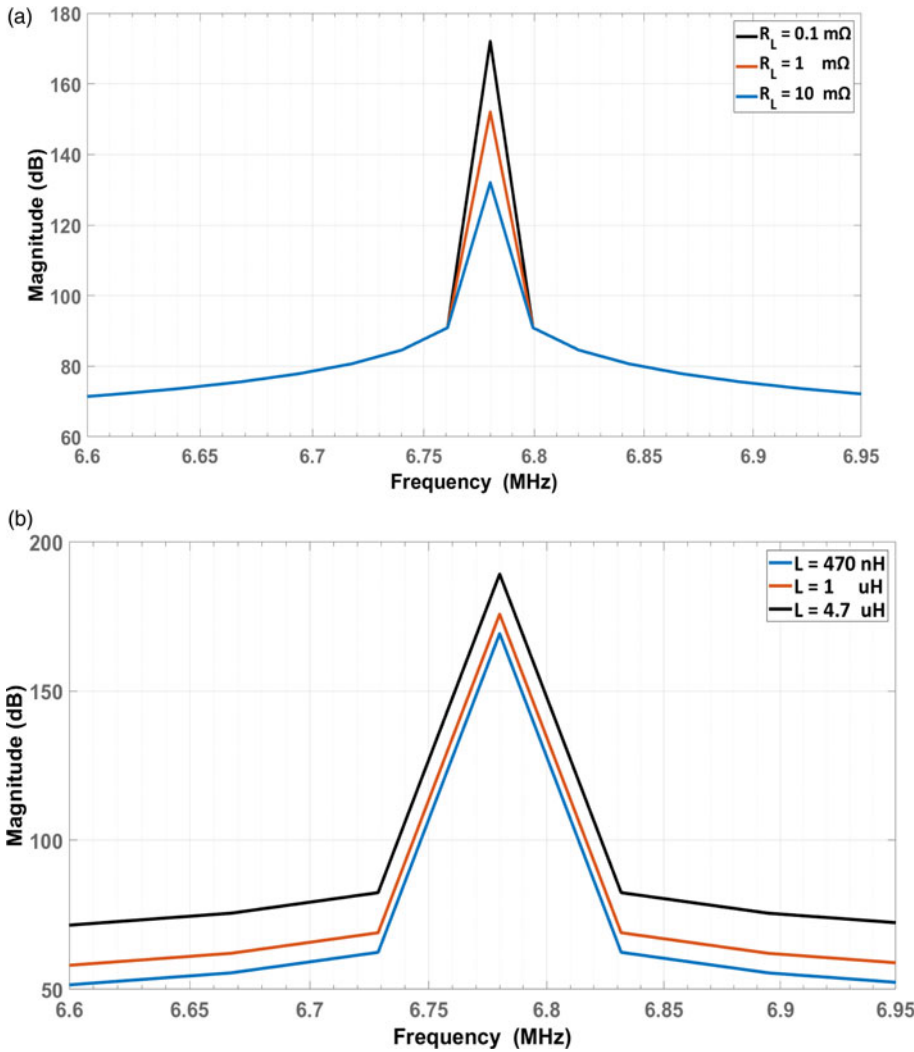 (a)
180
160
140
120
100
80
60
Magnitude (dB)
R_L = 0.1 mΩ
R_L = 1 mΩ
R_L = 10 mΩ
6.6 6.65 6.7 6.75 6.8 6.85 6.9 6.95
Frequency (MHz)
(b)
200
150
100
50
Magnitude (dB)
L = 470 nH
L = 1 uH
L = 4.7 uH
6.6 6.65 6.7 6.75 6.8 6.85 6.9 6.95
Frequency (MHz)